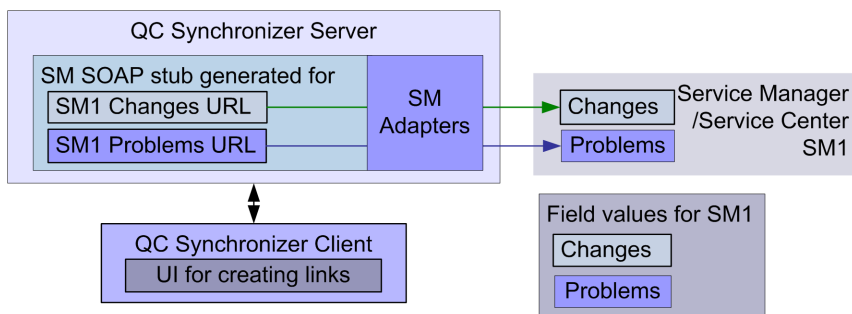 QC Synchronizer Server
SM SOAP stub generated for
SM1 Changes URL
SM1 Problems URL
SM
Adapters
Changes
Problems
Service Manager
/Service Center
SM1
QC Synchronizer Client
UI for creating links
Field values for SM1
Changes
Problems